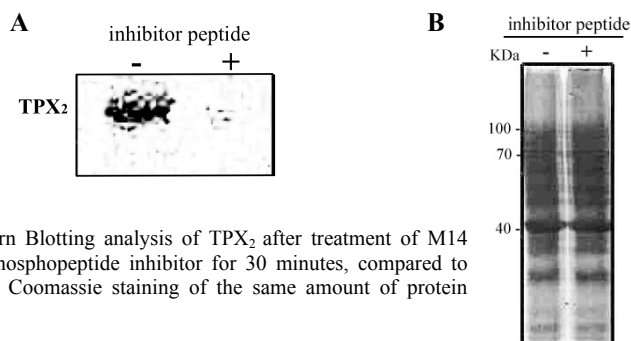 A
inhibitor peptide
- +
TPX2
B
inhibitor peptide
KDa - +
100 -
70 -
40 -
rn Blotting analysis of TPX2 after treatment of M14
hosphopeptide inhibitor for 30 minutes, compared to
Coomassie staining of the same amount of protein